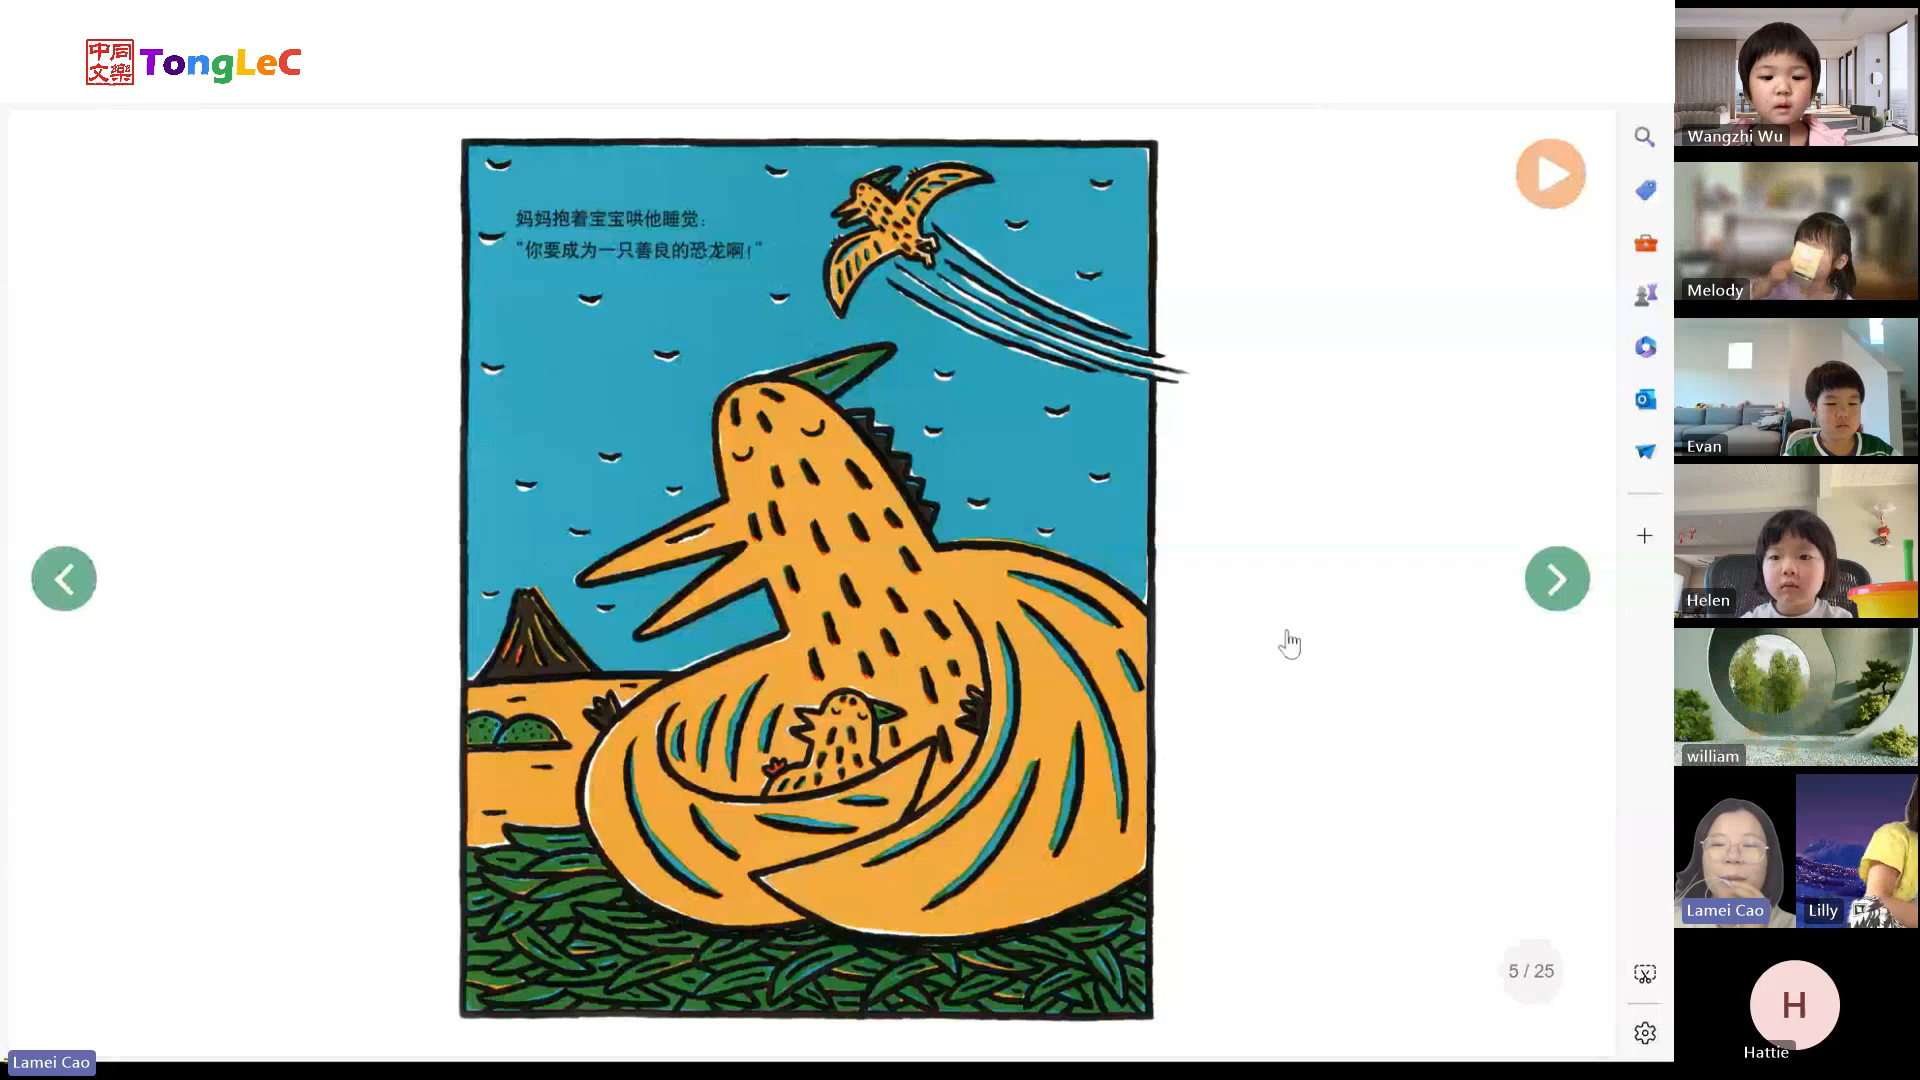 中同
文樂
TongLeC
妈妈抱着宝宝哄他睡觉：
“你要成为一只善良的恐龙啊！”
5 / 25
Lamei Cao
Wangzhi Wu
Melody
Evan
Helen
william
Lamei Cao
Lilly
H
Hattie